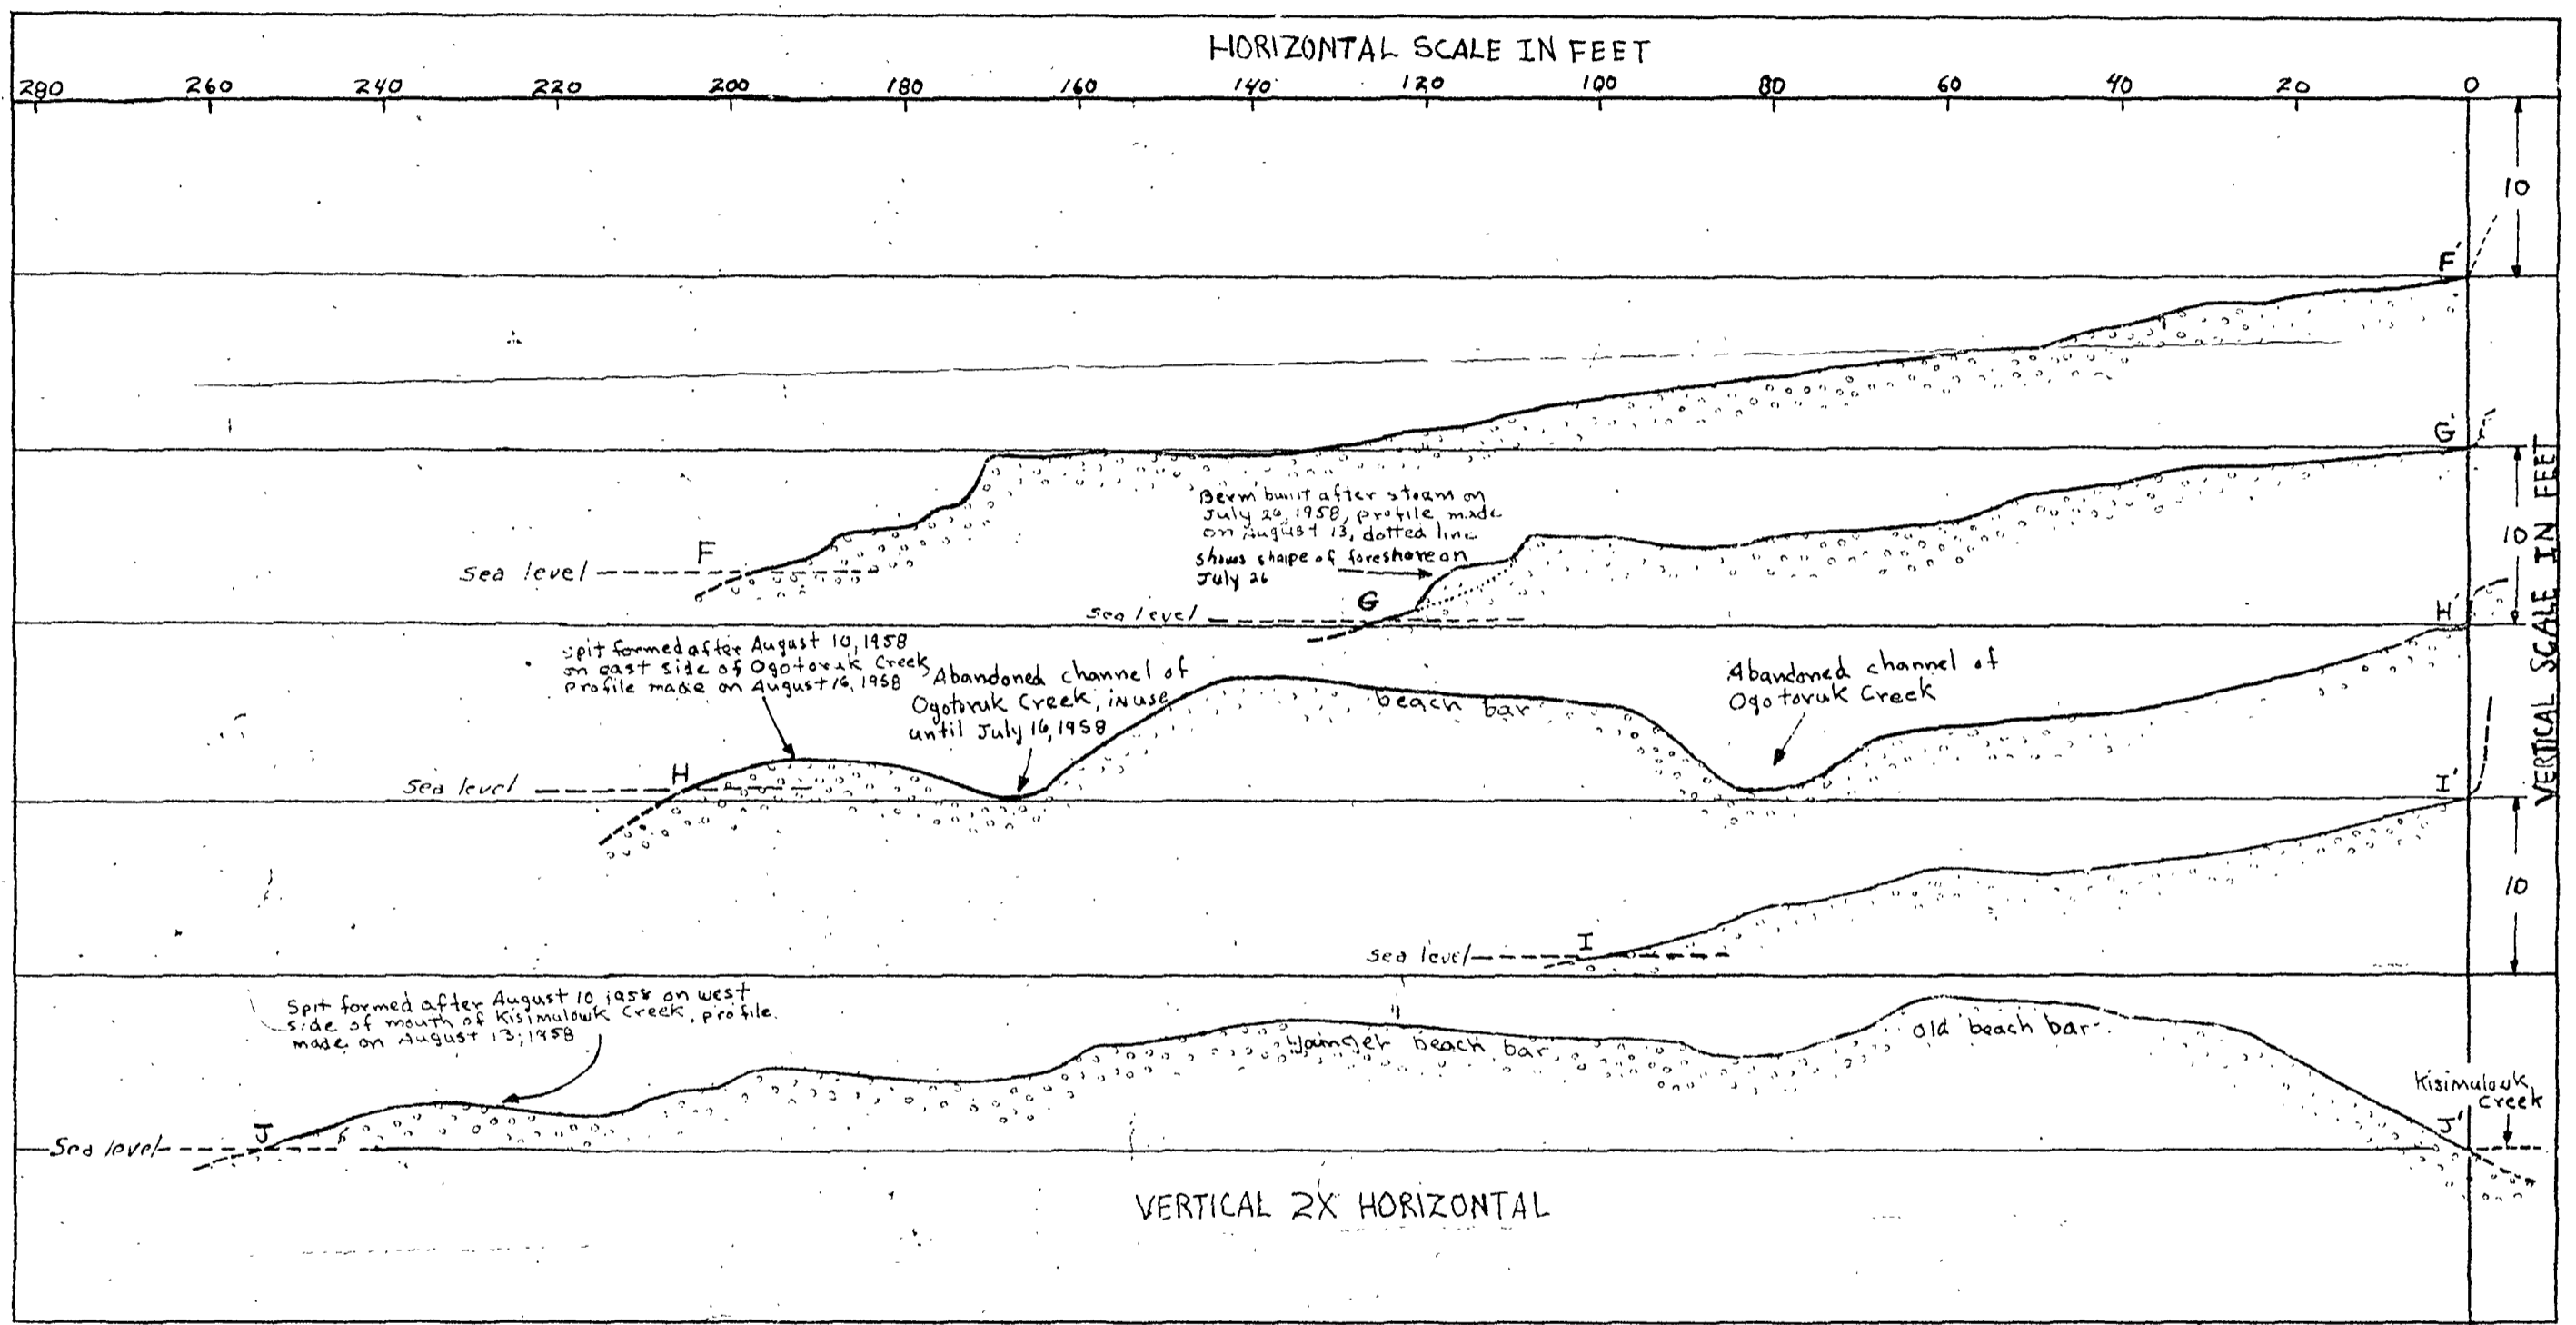 HORIZONTAL SCALE IN FEET
280 260 240 220 200 180 160 140 120 100 80 60 40 20 0
10
F'
G'
Berm built after stoam on
July 26, 1958, profile made
on August 13, dotted line
shows shape of foreshore on
July 26
10
VERTICAL SCALE IN FEET
F
Sea level
G
Sea level
H'
Spit formed after August 10, 1958
on east side of Ogotoruk Creek,
profile made on August 16, 1958
Abandoned channel of
Ogotoruk Creek, in use
until July 16, 1958
beach bar
Abandoned channel of
Ogotoruk Creek
H
Sea level
I'
10
I
Sea level
Spit formed after August 10 1958 on west
side of mouth of Kisimulowk Creek, profile
made on August 13, 1958
Younger beach bar
old beach bar
Kisimulowk
Creek
J'
J
Sea level
VERTICAL 2X HORIZONTAL